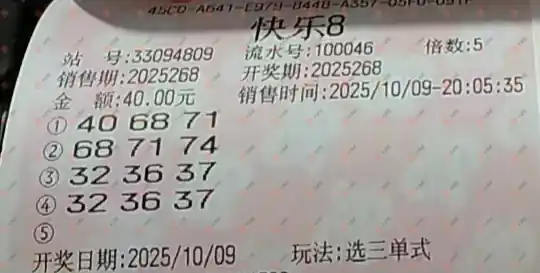 快乐8
站 号:33094809 流水号:100046 倍数:5
销售期:2025268 开奖期:2025268
金 额:40.00元 销售时间:2025/10/09-20:05:35
① 40 68 71
② 68 71 74
③ 32 36 37
④ 32 36 37
⑤
开奖日期:2025/10/09 玩法:选三单式